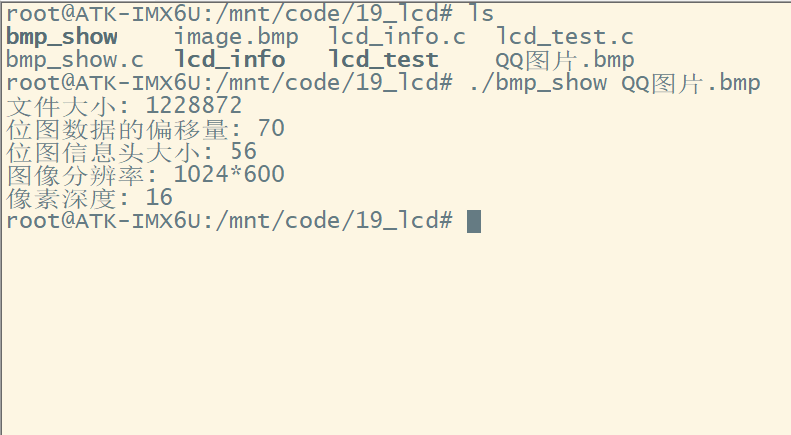 root@ATK-IMX6U:/mnt/code/19_lcd# ls
bmp_show    image.bmp  lcd_info.c  lcd_test.c
bmp_show.c  lcd_info   lcd_test    QQ图片.bmp
root@ATK-IMX6U:/mnt/code/19_lcd# ./bmp_show QQ图片.bmp
文件大小: 1228872
位图数据的偏移量: 70
位图信息头大小: 56
图像分辨率: 1024*600
像素深度: 16
root@ATK-IMX6U:/mnt/code/19_lcd#